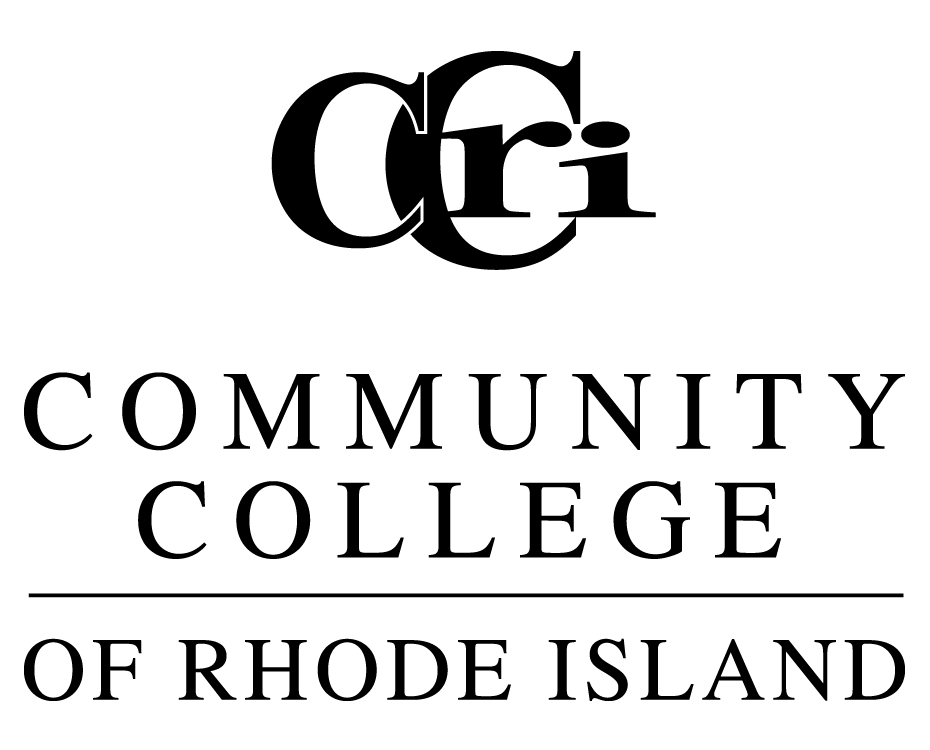 CCri
COMMUNITY
COLLEGE
OF RHODE ISLAND